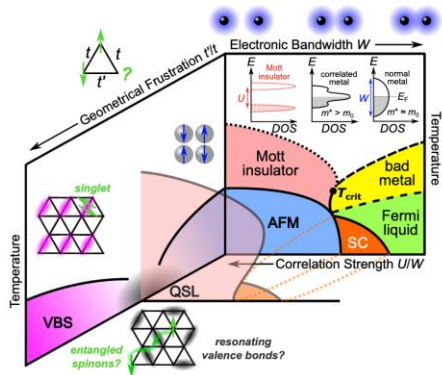 Electronic Bandwidth W
Geometrical Frustration t'/t
t
t
t'
?
E
Mott
insulator
U
DOS
E
correlated
metal
m* > m₀
DOS
E
normal
metal
W
E_F
m* ≈ m₀
DOS
Temperature
Mott
insulator
T_crit
bad
metal
Fermi
liquid
AFM
SC
Correlation Strength U/W
singlet
Temperature
VBS
QSL
entangled
spinons?
resonating
valence bonds?